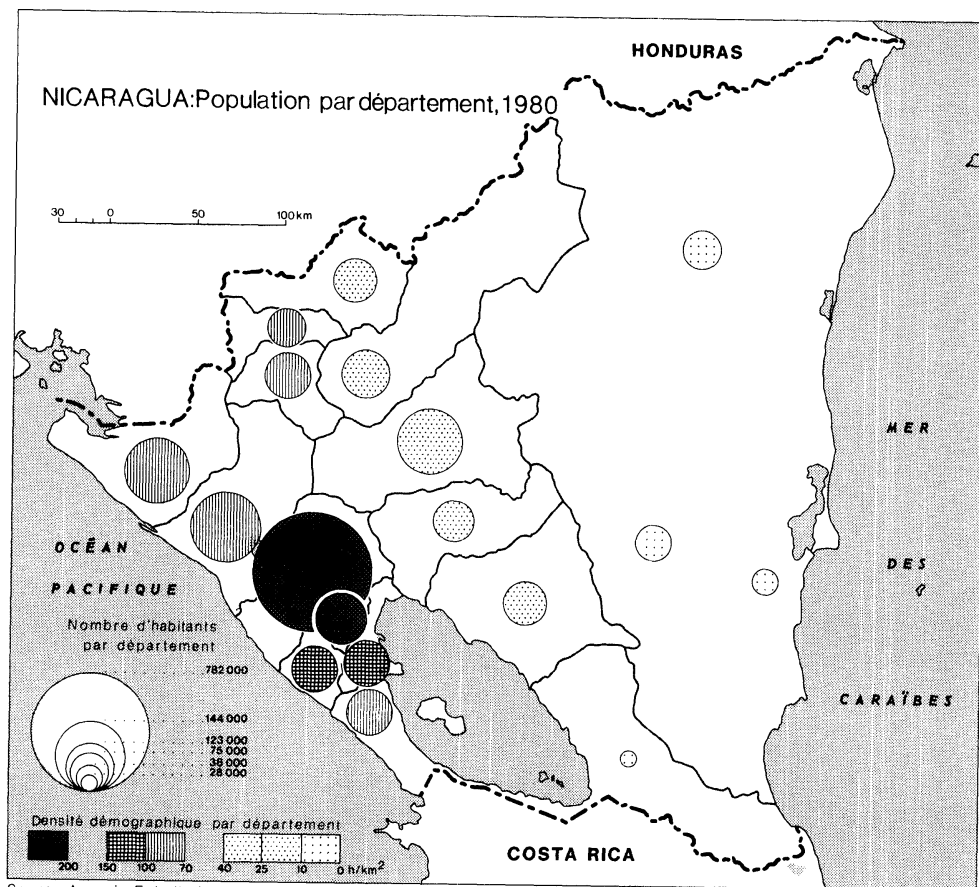 HONDURAS
NICARAGUA:Population par département,1980
30 0 50 100 km
MER
OCÉAN
PACIFIQUE
DES
Nombre d'habitants
par département
782 000
144 000
123 000
75 000
38 000
28 000
CARAÏBES
Densité démographique par département
200 150 100 70 40 25 10 0 h/km²
COSTA RICA